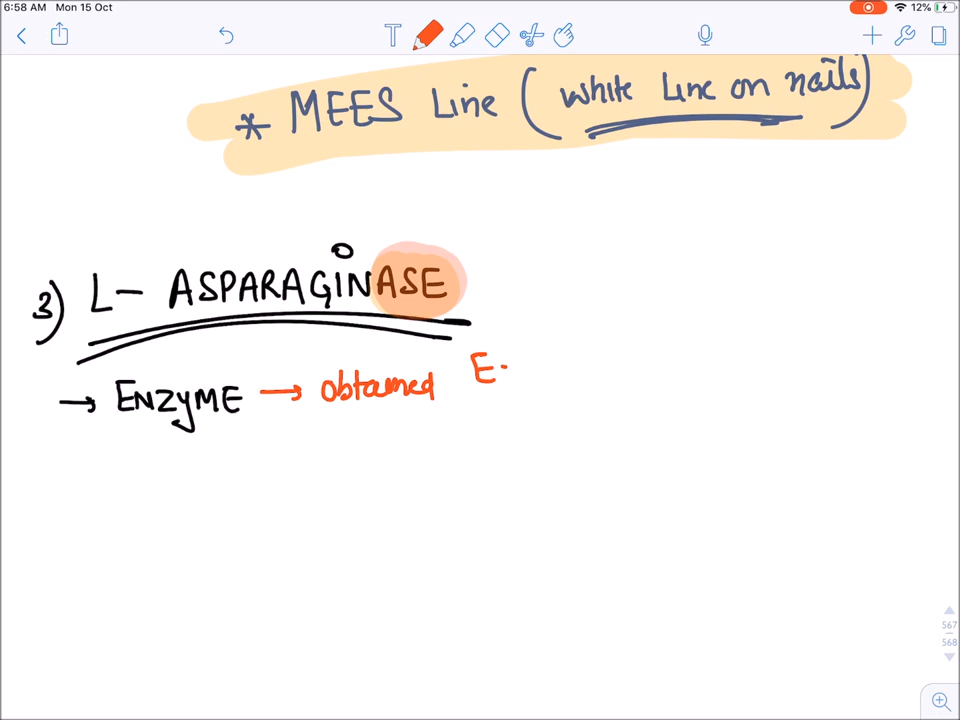 6:58 AM Mon 15 Oct 12%
T
* MEES Line (white Line on nails)
3) L- ASPARAGINASE
→ ENZYME → obtained E.
567
568